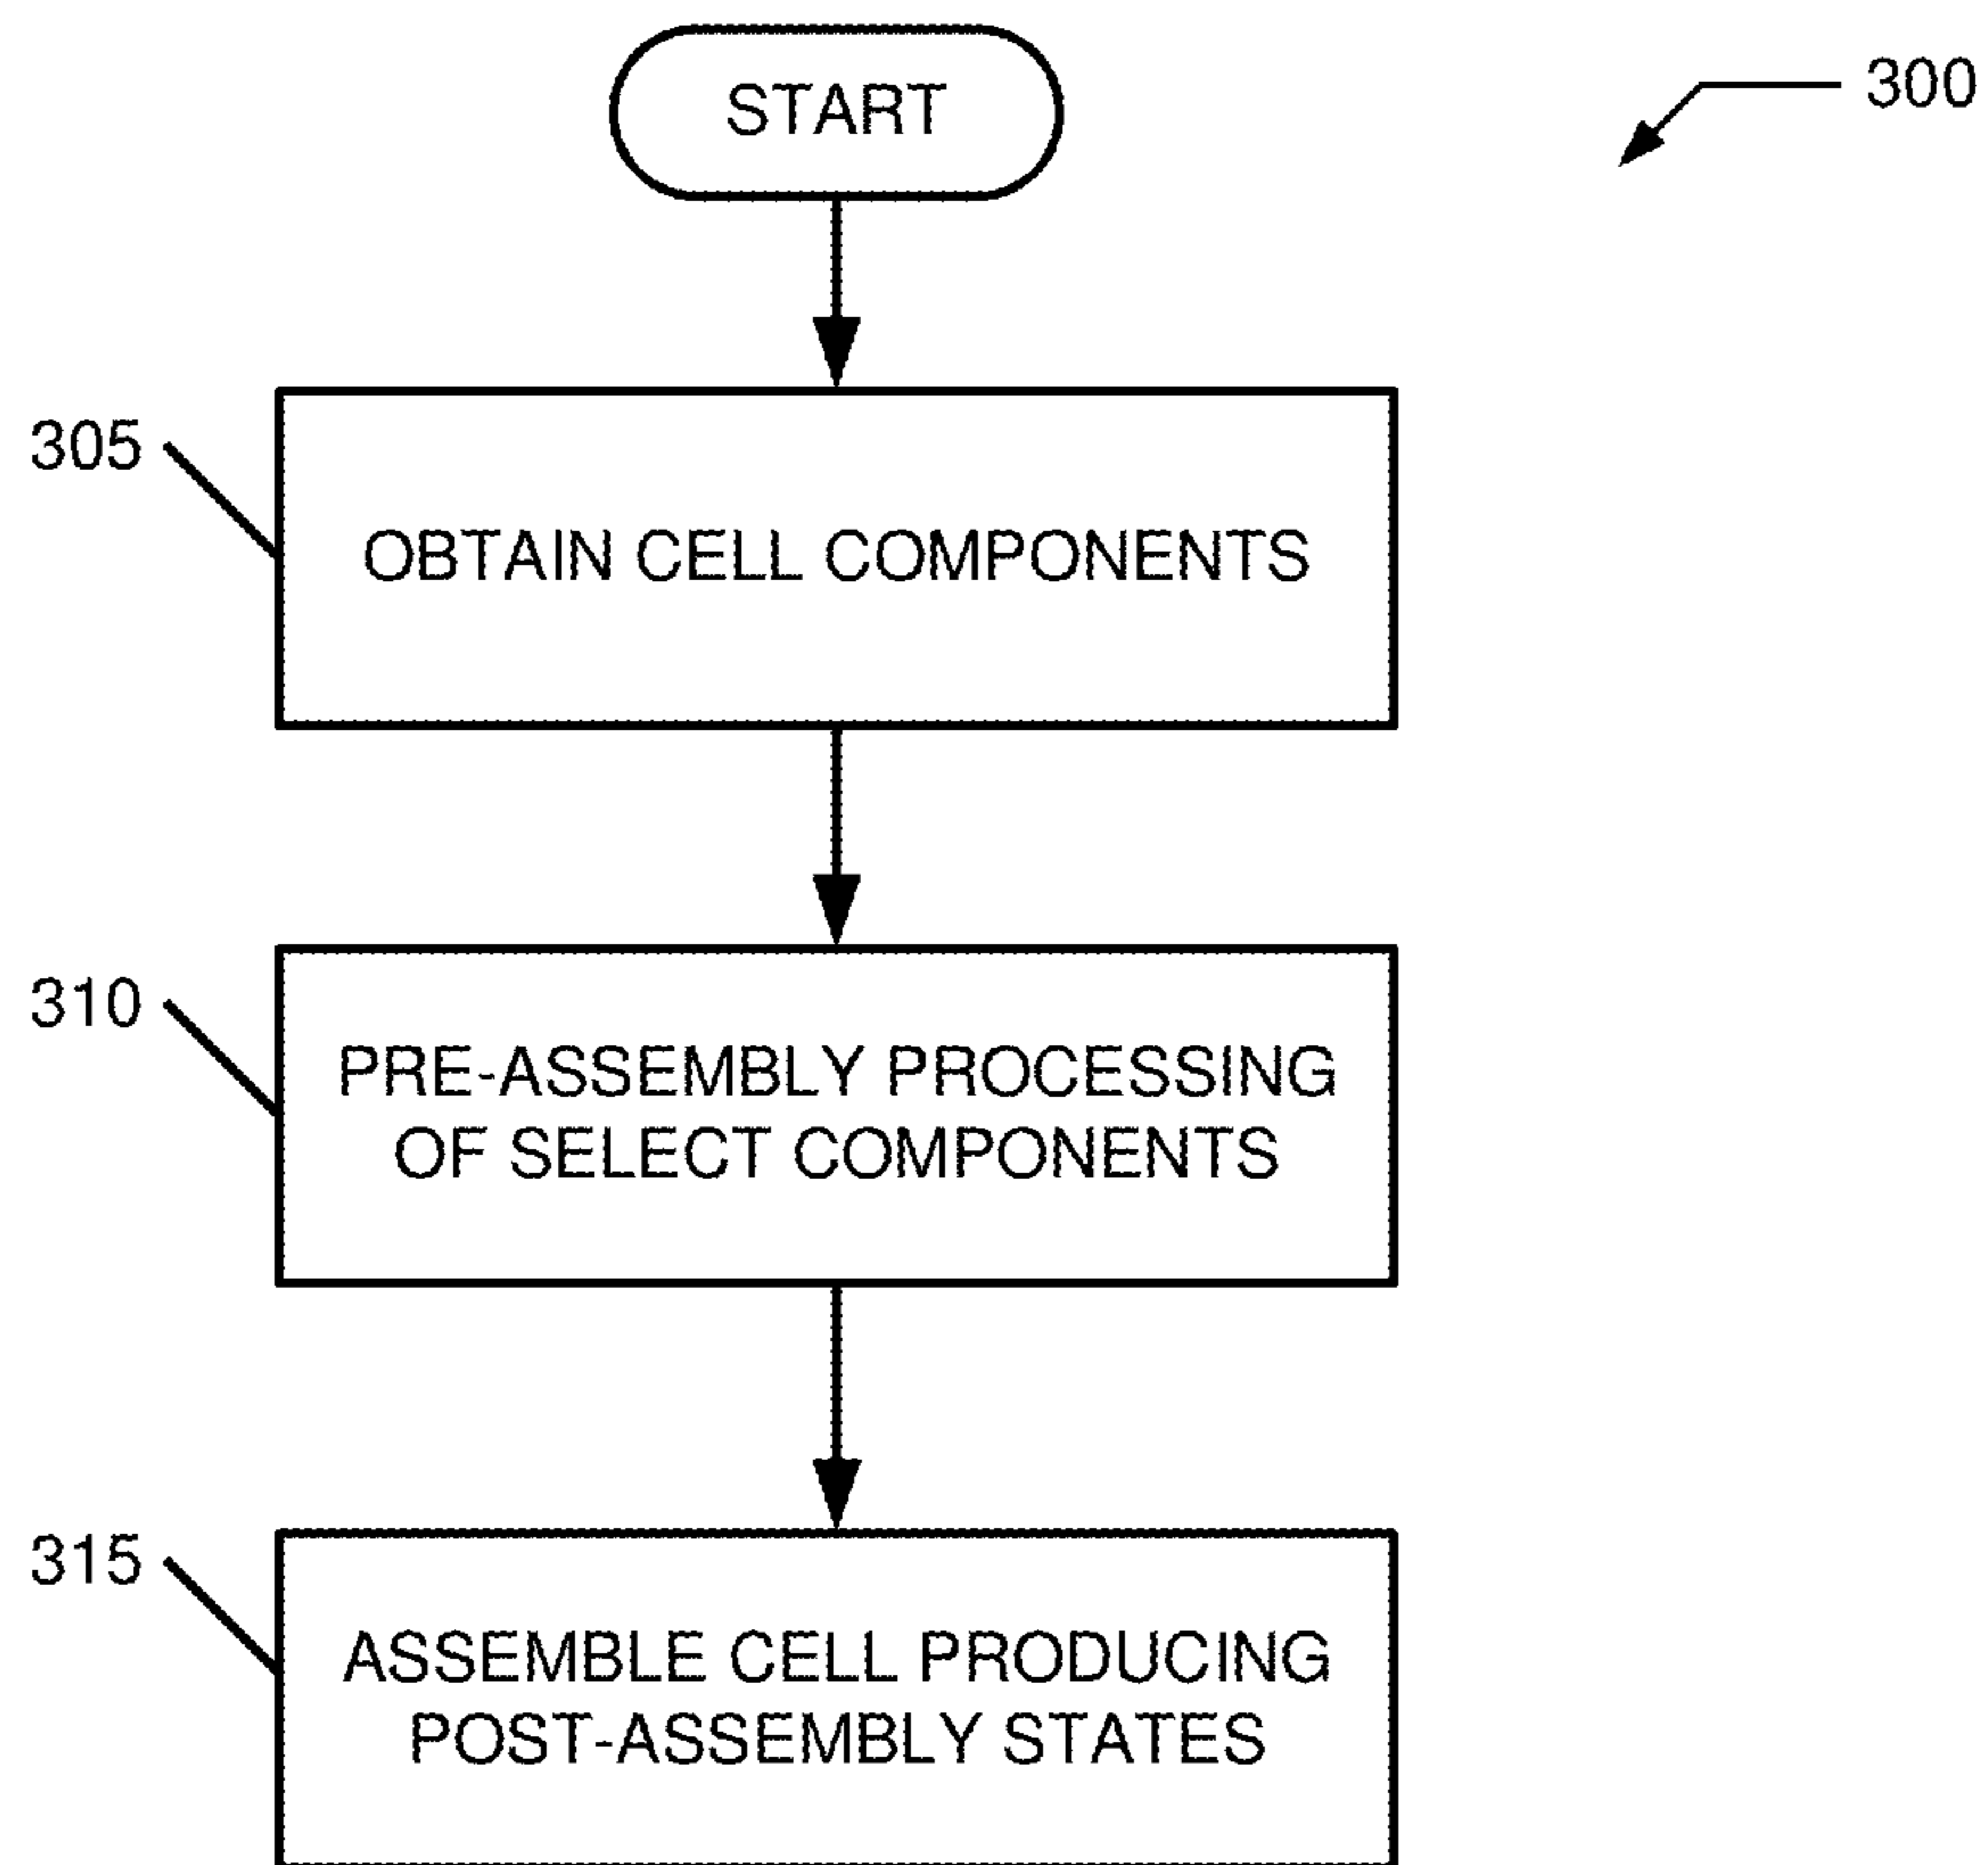 START
300
305
OBTAIN CELL COMPONENTS
310
PRE-ASSEMBLY PROCESSING
OF SELECT COMPONENTS
315
ASSEMBLE CELL PRODUCING
POST-ASSEMBLY STATES